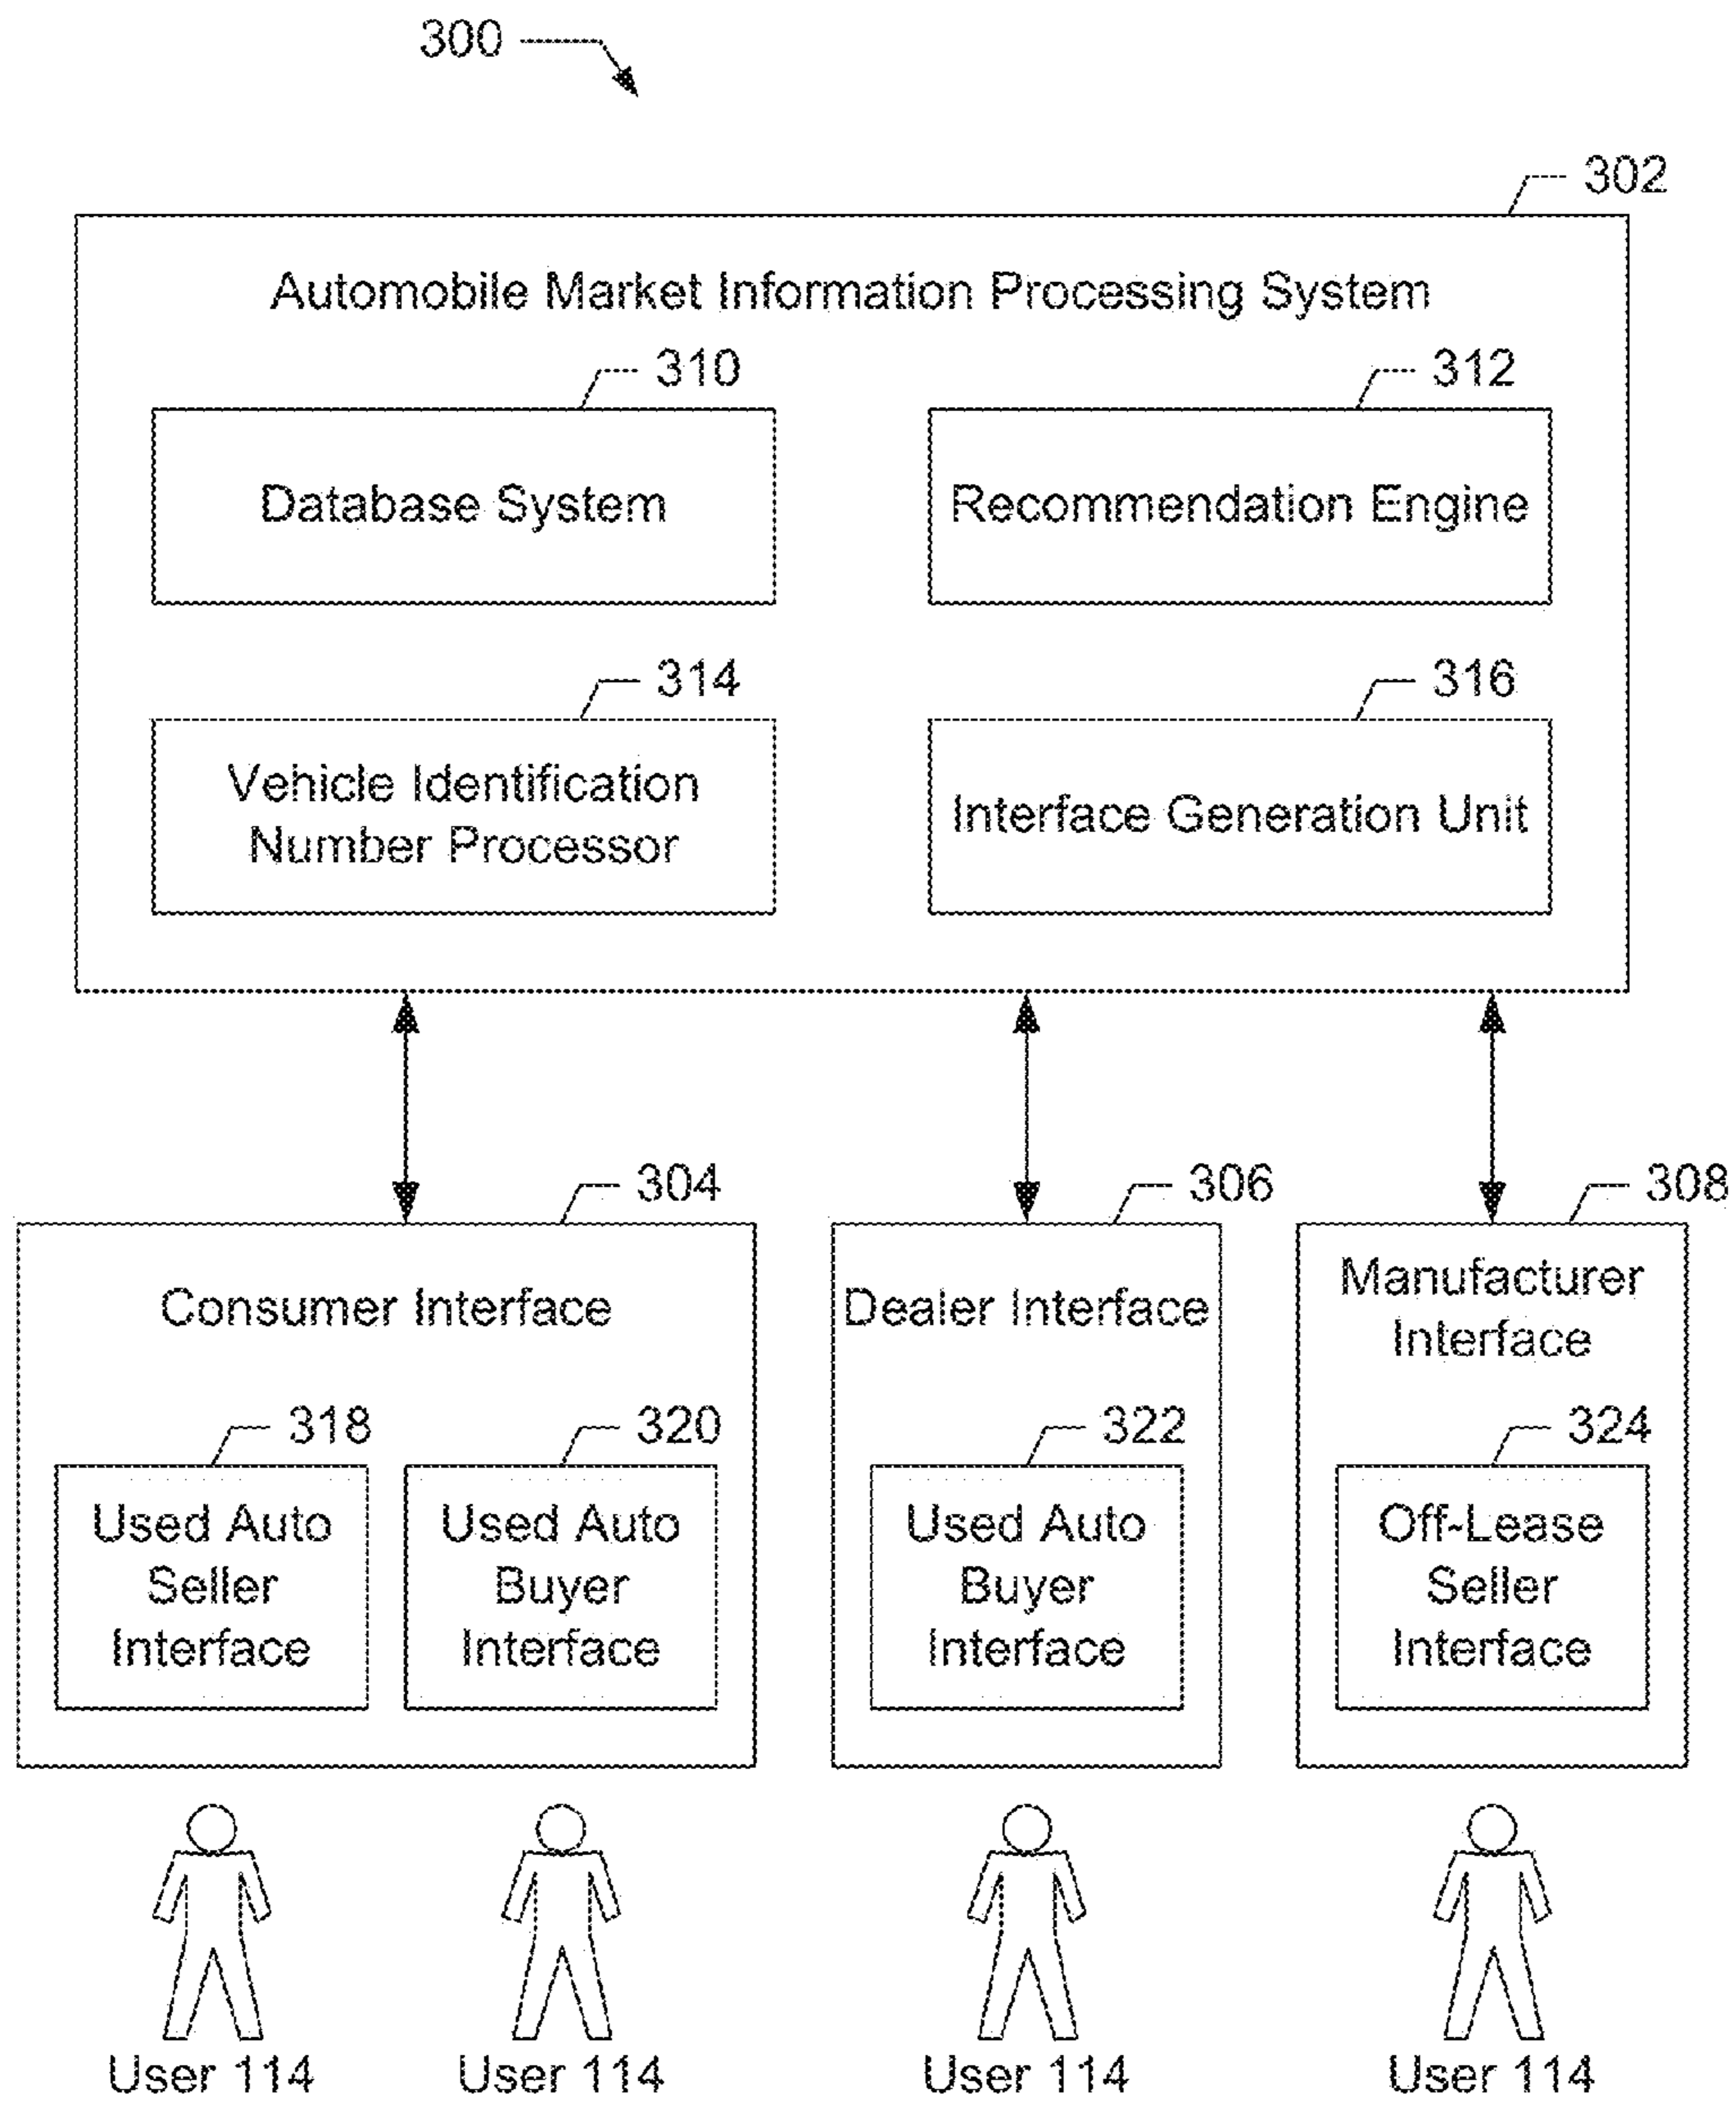 300
302
Automobile Market Information Processing System
310
312
Database System
Recommendation Engine
314
316
Vehicle Identification
Number Processor
Interface Generation Unit
304
306
308
Consumer Interface
Dealer Interface
Manufacturer
Interface
318
320
322
324
Used Auto
Seller
Interface
Used Auto
Buyer
Interface
Used Auto
Buyer
Interface
Off-Lease
Seller
Interface
User 114
User 114
User 114
User 114